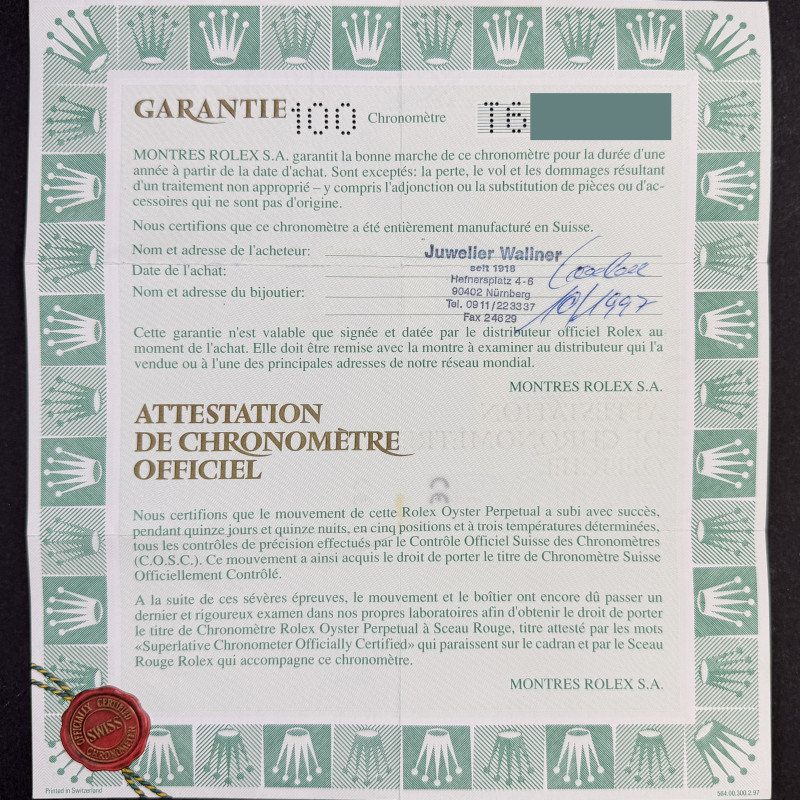 GARANTIE 100 Chronomètre T6
MONTRES ROLEX S.A. garantit la bonne marche de ce chronomètre pour la durée d'une
année à partir de la date d'achat. Sont exceptés: la perte, le vol et les dommages résultant
d'un traitement non approprié – y compris l'adjonction ou la substitution de pièces ou d'ac-
cessoires qui ne sont pas d'origine.
Nous certifions que ce chronomètre a été entièrement manufacturé en Suisse.
Nom et adresse de l'acheteur:
Date de l'achat:
Nom et adresse du bijoutier:
Juwelier Wallner
seit 1918
Hefnersplatz 4-6
90402 Nürnberg
Tel. 0911/223337
Fax 24629
10/1997
Cette garantie n'est valable que signée et datée par le distributeur officiel Rolex au
moment de l'achat. Elle doit être remise avec la montre à examiner au distributeur qui l'a
vendue ou à l'une des principales adresses de notre réseau mondial.
MONTRES ROLEX S.A.
ATTESTATION
DE CHRONOMÈTRE
OFFICIEL
Nous certifions que le mouvement de cette Rolex Oyster Perpetual a subi avec succès,
pendant quinze jours et quinze nuits, en cinq positions et à trois températures déterminées,
tous les contrôles de précision effectués par le Contrôle Officiel Suisse des Chronomètres
(C.O.S.C.). Ce mouvement a ainsi acquis le droit de porter le titre de Chronomètre Suisse
Officiellement Contrôlé.
A la suite de ces sévères épreuves, le mouvement et le boîtier ont encore dû passer un
dernier et rigoureux examen dans nos propres laboratoires afin d'obtenir le droit de porter
le titre de Chronomètre Rolex Oyster Perpetual à Sceau Rouge, titre attesté par les mots
«Superlative Chronometer Officially Certified» qui paraissent sur le cadran et par le Sceau
Rouge Rolex qui accompagne ce chronomètre.
MONTRES ROLEX S.A.
OFFICIALLY CERTIFIED
SWISS
CHRONOMETER
Printed in Switzerland
564.00.300.2.97